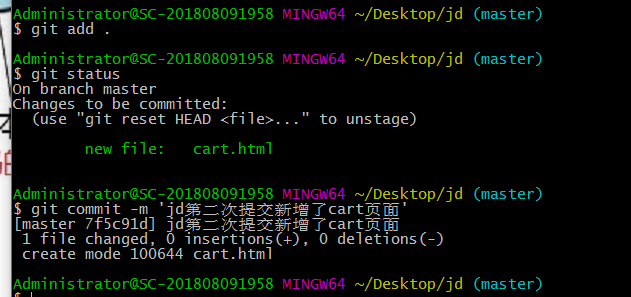 Administrator@SC-201808091958 MINGW64 ~/Desktop/jd (master)
$ git add .
Administrator@SC-201808091958 MINGW64 ~/Desktop/jd (master)
$ git status
On branch master
Changes to be committed:
(use "git reset HEAD <file>..." to unstage)
new file: cart.html
Administrator@SC-201808091958 MINGW64 ~/Desktop/jd (master)
$ git commit -m 'jd第二次提交新增了cart页面'
[master 7f5c91d] jd第二次提交新增了cart页面
1 file changed, 0 insertions(+), 0 deletions(-)
create mode 100644 cart.html
Administrator@SC-201808091958 MINGW64 ~/Desktop/jd (master)
$